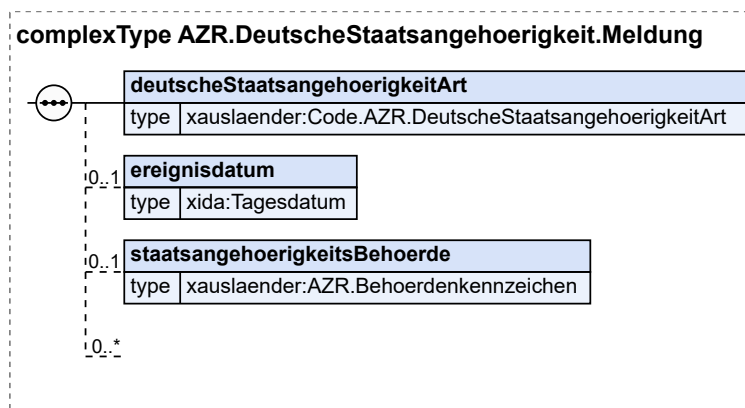 complexType AZR.DeutscheStaatsangehoerigkeit.Meldung
deutscheStaatsangehoerigkeitArt
type xauslaender:Code.AZR.DeutscheStaatsangehoerigkeitArt
0..1 ereignisdatum
type xida:Tagesdatum
0..1 staatsangehoerigkeitsBehoerde
type xauslaender:AZR.Behoerdenkennzeichen
0..*